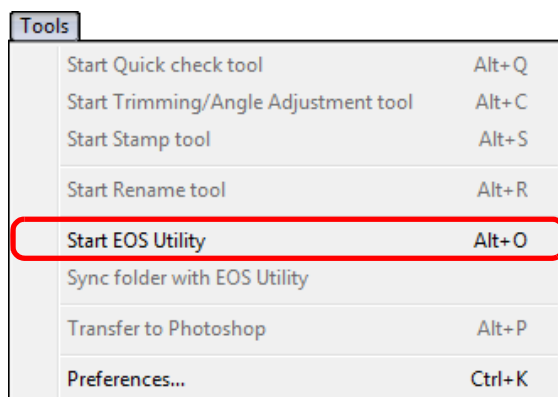 Tools
Start Quick check tool Alt+Q
Start Trimming/Angle Adjustment tool Alt+C
Start Stamp tool Alt+S
Start Rename tool Alt+R
Start EOS Utility Alt+O
Sync folder with EOS Utility
Transfer to Photoshop Alt+P
Preferences... Ctrl+K